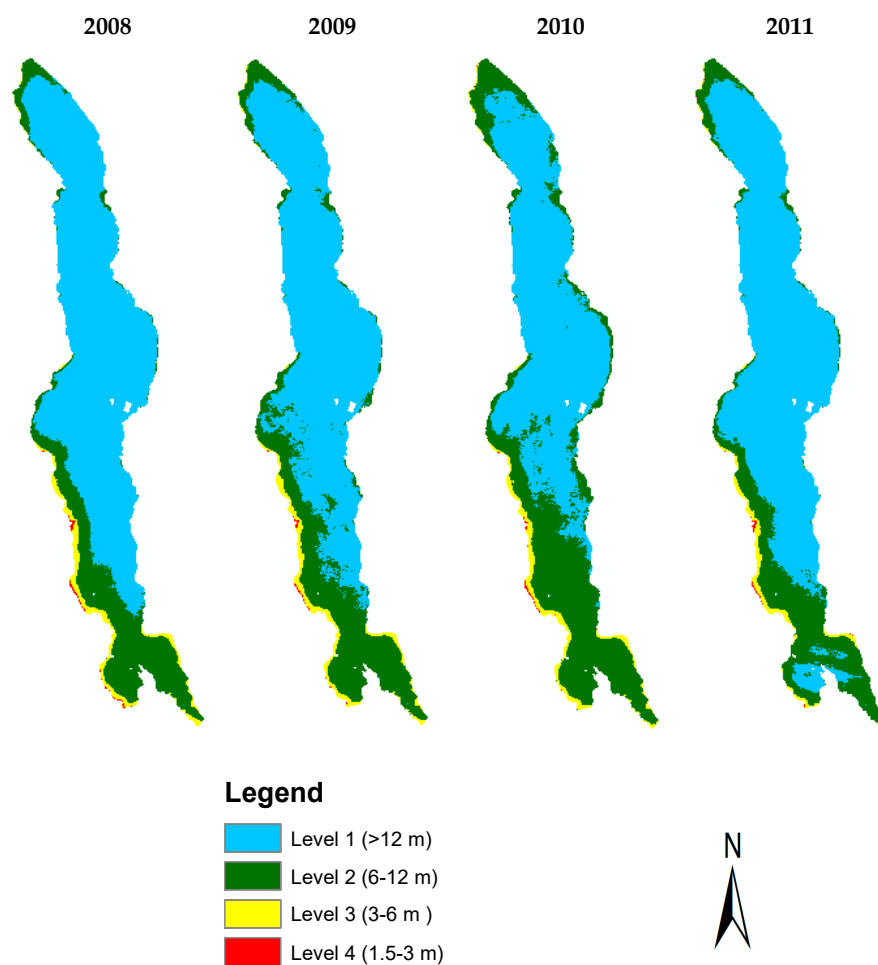 2008 2009 2010 2011
Legend
Level 1 (>12 m)
Level 2 (6-12 m)
Level 3 (3-6 m )
Level 4 (1.5-3 m)
N